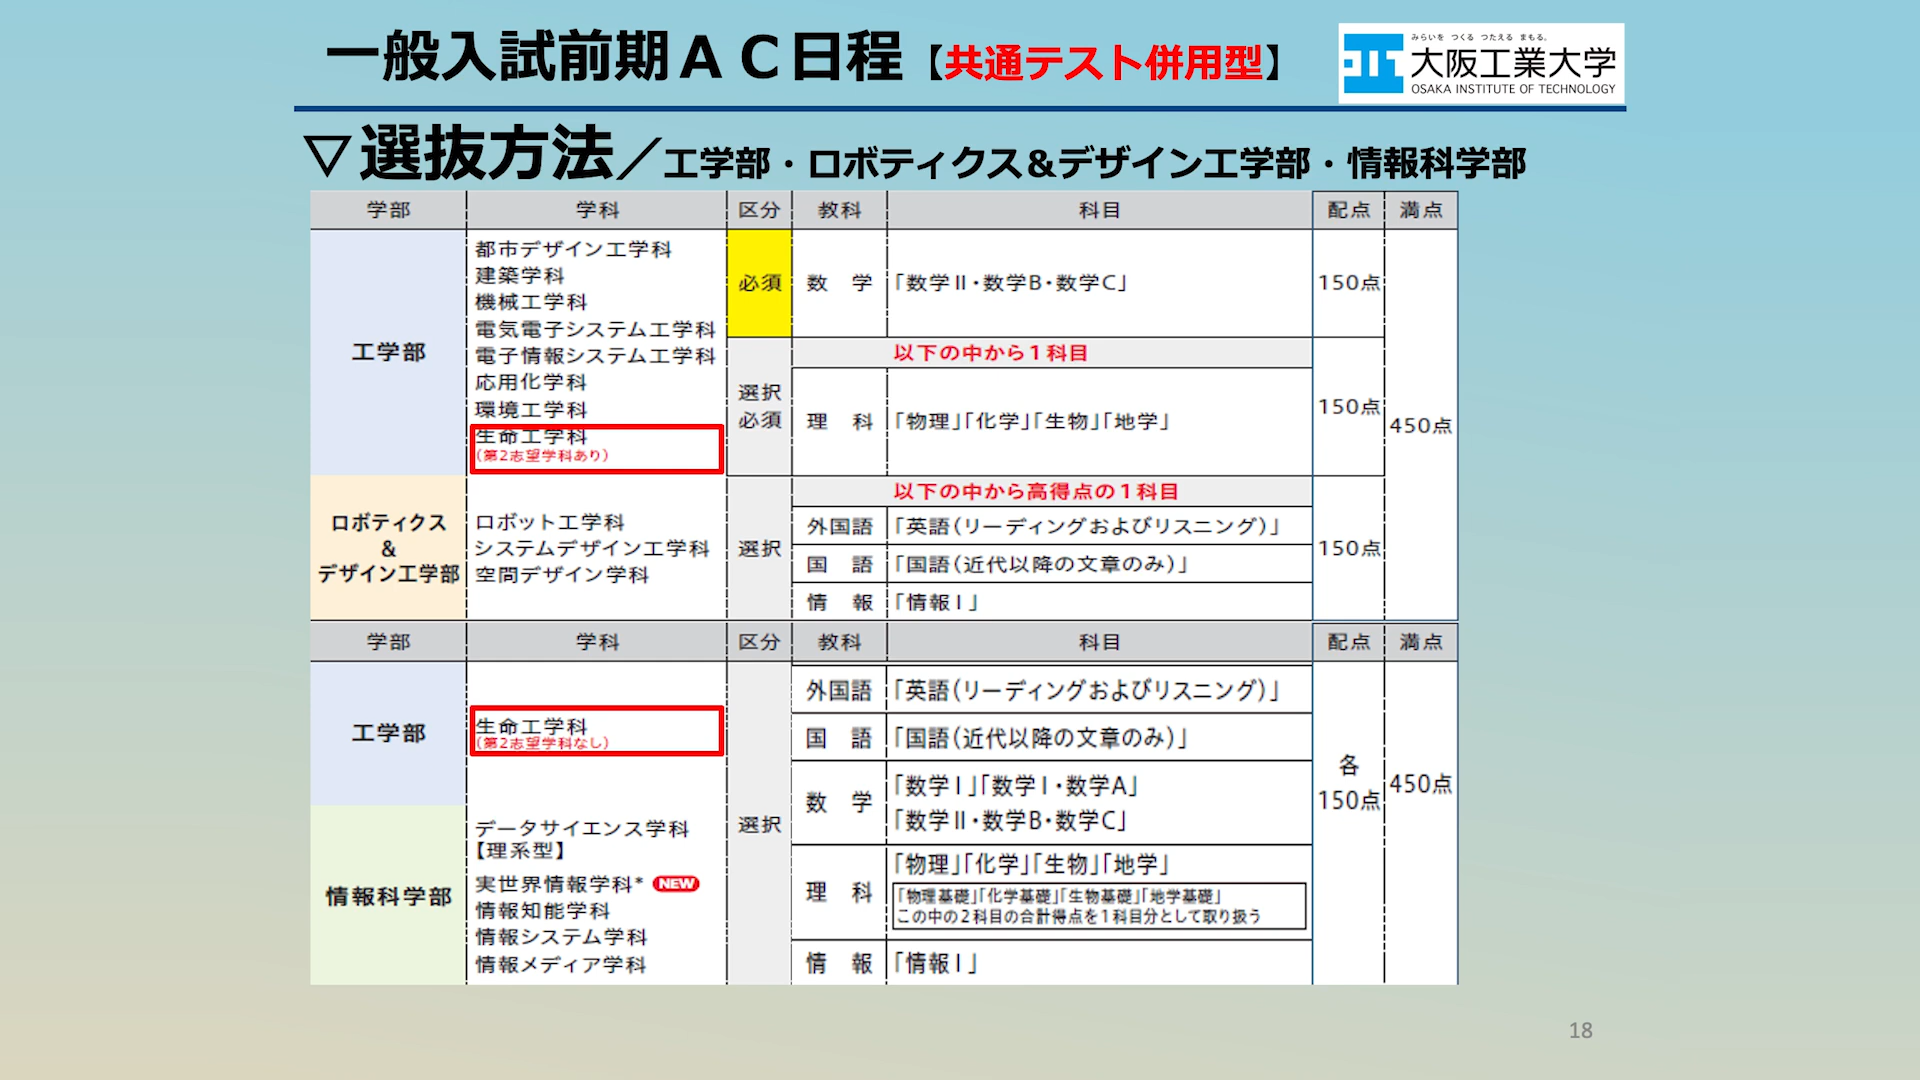 一般入試前期ＡＣ日程【共通テスト併用型】
みらいを つくる つたえる まもる。
大阪工業大学
OSAKA INSTITUTE OF TECHNOLOGY
▽選抜方法／工学部・ロボティクス＆デザイン工学部・情報科学部
学部 学科 区分 教科 科目 配点 満点
工学部
都市デザイン工学科
建築学科
機械工学科
電気電子システム工学科
電子情報システム工学科
応用化学科
環境工学科
生命工学科
（第2志望学科あり）
必須 数 学 「数学Ⅱ・数学B・数学C」 150点
選択
必須
以下の中から１科目
理 科 「物理」「化学」「生物」「地学」 150点
450点
ロボティクス
＆
デザイン工学部
ロボット工学科
システムデザイン工学科
空間デザイン学科
選択
以下の中から高得点の１科目
外国語 「英語（リーディングおよびリスニング）」
国 語 「国語（近代以降の文章のみ）」
情 報 「情報Ⅰ」
150点
学部 学科 区分 教科 科目 配点 満点
工学部
生命工学科
（第2志望学科なし）
情報科学部
データサイエンス学科
【理系型】
実世界情報学科* NEW
情報知能学科
情報システム学科
情報メディア学科
選択
外国語 「英語（リーディングおよびリスニング）」
国 語 「国語（近代以降の文章のみ）」
数 学 「数学Ⅰ」「数学Ⅰ・数学A」
「数学Ⅱ・数学B・数学C」
理 科 「物理」「化学」「生物」「地学」
「物理基礎」「化学基礎」「生物基礎」「地学基礎」
この中の２科目の合計得点を１科目分として取り扱う
情 報 「情報Ⅰ」
各
150点
450点
18